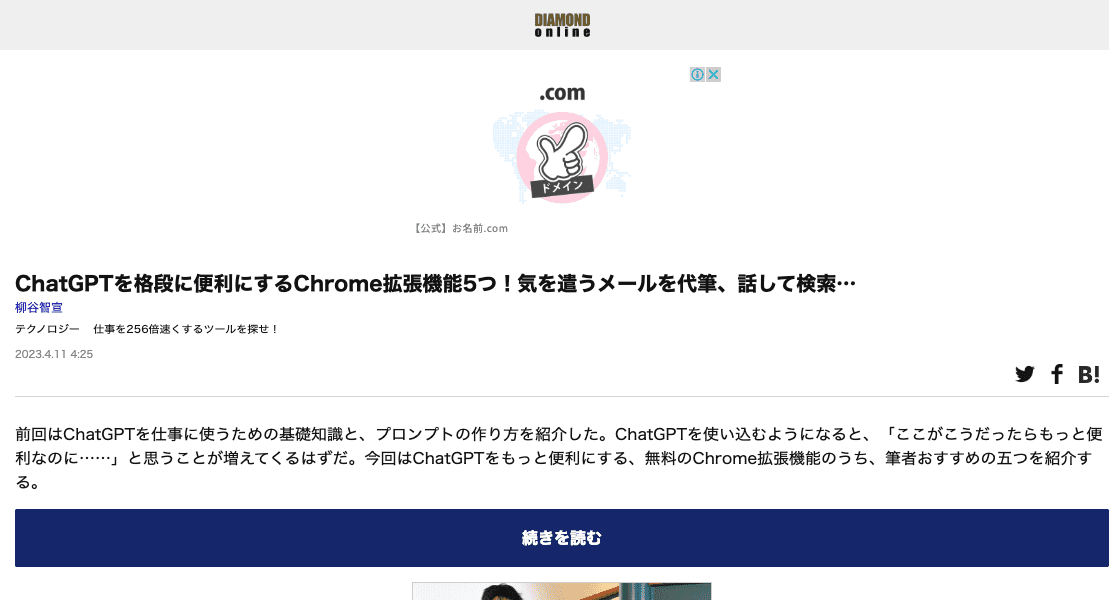 DIAMOND
online
.com
ドメイン
【公式】お名前.com
ChatGPTを格段に便利にするChrome拡張機能5つ！気を遣うメールを代筆、話して検索…
柳谷智宣
テクノロジー 仕事を256倍速くするツールを探せ！
2023.4.11 4:25
B!
前回はChatGPTを仕事に使うための基礎知識と、プロンプトの作り方を紹介した。ChatGPTを使い込むようになると、「ここがこうだったらもっと便
利なのに……」と思うことが増えてくるはずだ。今回はChatGPTをもっと便利にする、無料のChrome拡張機能のうち、筆者おすすめの五つを紹介す
る。
続きを読む